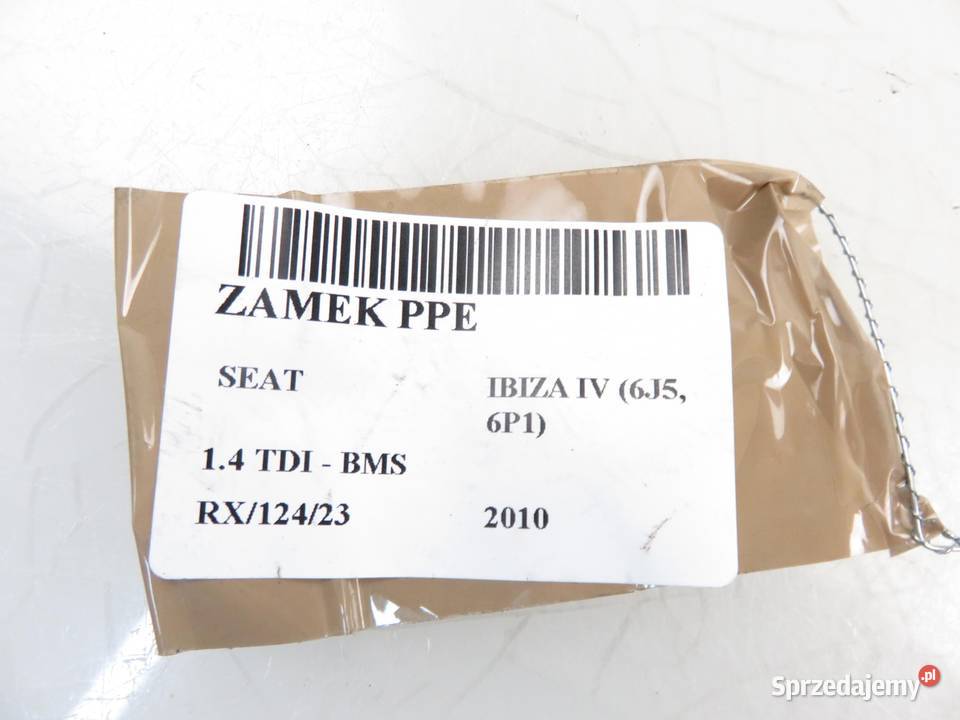 ZAMEK PPE
SEAT
IBIZA IV (6J5,
6P1)
1.4 TDI - BMS
RX/124/23
2010
Sprzedajemy.pl